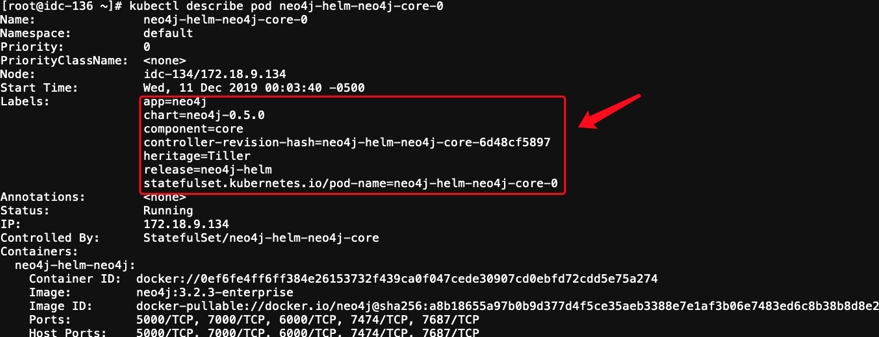 [root@idc-136 ~]# kubectl describe pod neo4j-helm-neo4j-core-0
Name: neo4j-helm-neo4j-core-0
Namespace: default
Priority: 0
PriorityClassName: <none>
Node: idc-134/172.18.9.134
Start Time: Wed, 11 Dec 2019 00:03:40 -0500
Labels: app=neo4j
chart=neo4j-0.5.0
component=core
controller-revision-hash=neo4j-helm-neo4j-core-6d48cf5897
heritage=Tiller
release=neo4j-helm
statefulset.kubernetes.io/pod-name=neo4j-helm-neo4j-core-0
Annotations: <none>
Status: Running
IP: 172.18.9.134
Controlled By: StatefulSet/neo4j-helm-neo4j-core
Containers:
neo4j-helm-neo4j:
Container ID: docker://0ef6fe4ff6ff384e26153732f439ca0f047cede30907cd0ebfd72cdd5e75a274
Image: neo4j:3.2.3-enterprise
Image ID: docker-pullable://docker.io/neo4j@sha256:a8b18655a97b0b9d377d4f5ce35aeb3388e7e1af3b06e7483ed6c8b38b8d8e2
Ports: 5000/TCP, 7000/TCP, 6000/TCP, 7474/TCP, 7687/TCP
Host Ports: 5000/TCP, 7000/TCP, 6000/TCP, 7474/TCP, 7687/TCP